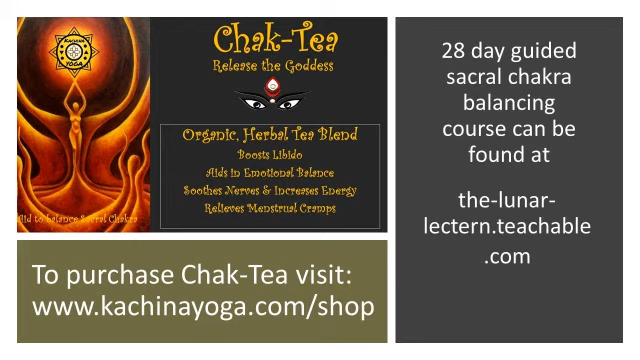 KACHINA
YOGA
Chak-Tea
Release the Goddess
Organic, Herbal Tea Blend
Boosts Libido
Aids in Emotional Balance
Soothes Nerves & Increases Energy
Relieves Menstrual Cramps
Aid to balance Sacral Chakra
To purchase Chak-Tea visit:
www.kachinayoga.com/shop
28 day guided
sacral chakra
balancing
course can be
found at
the-lunar-
lectern.teachable
.com